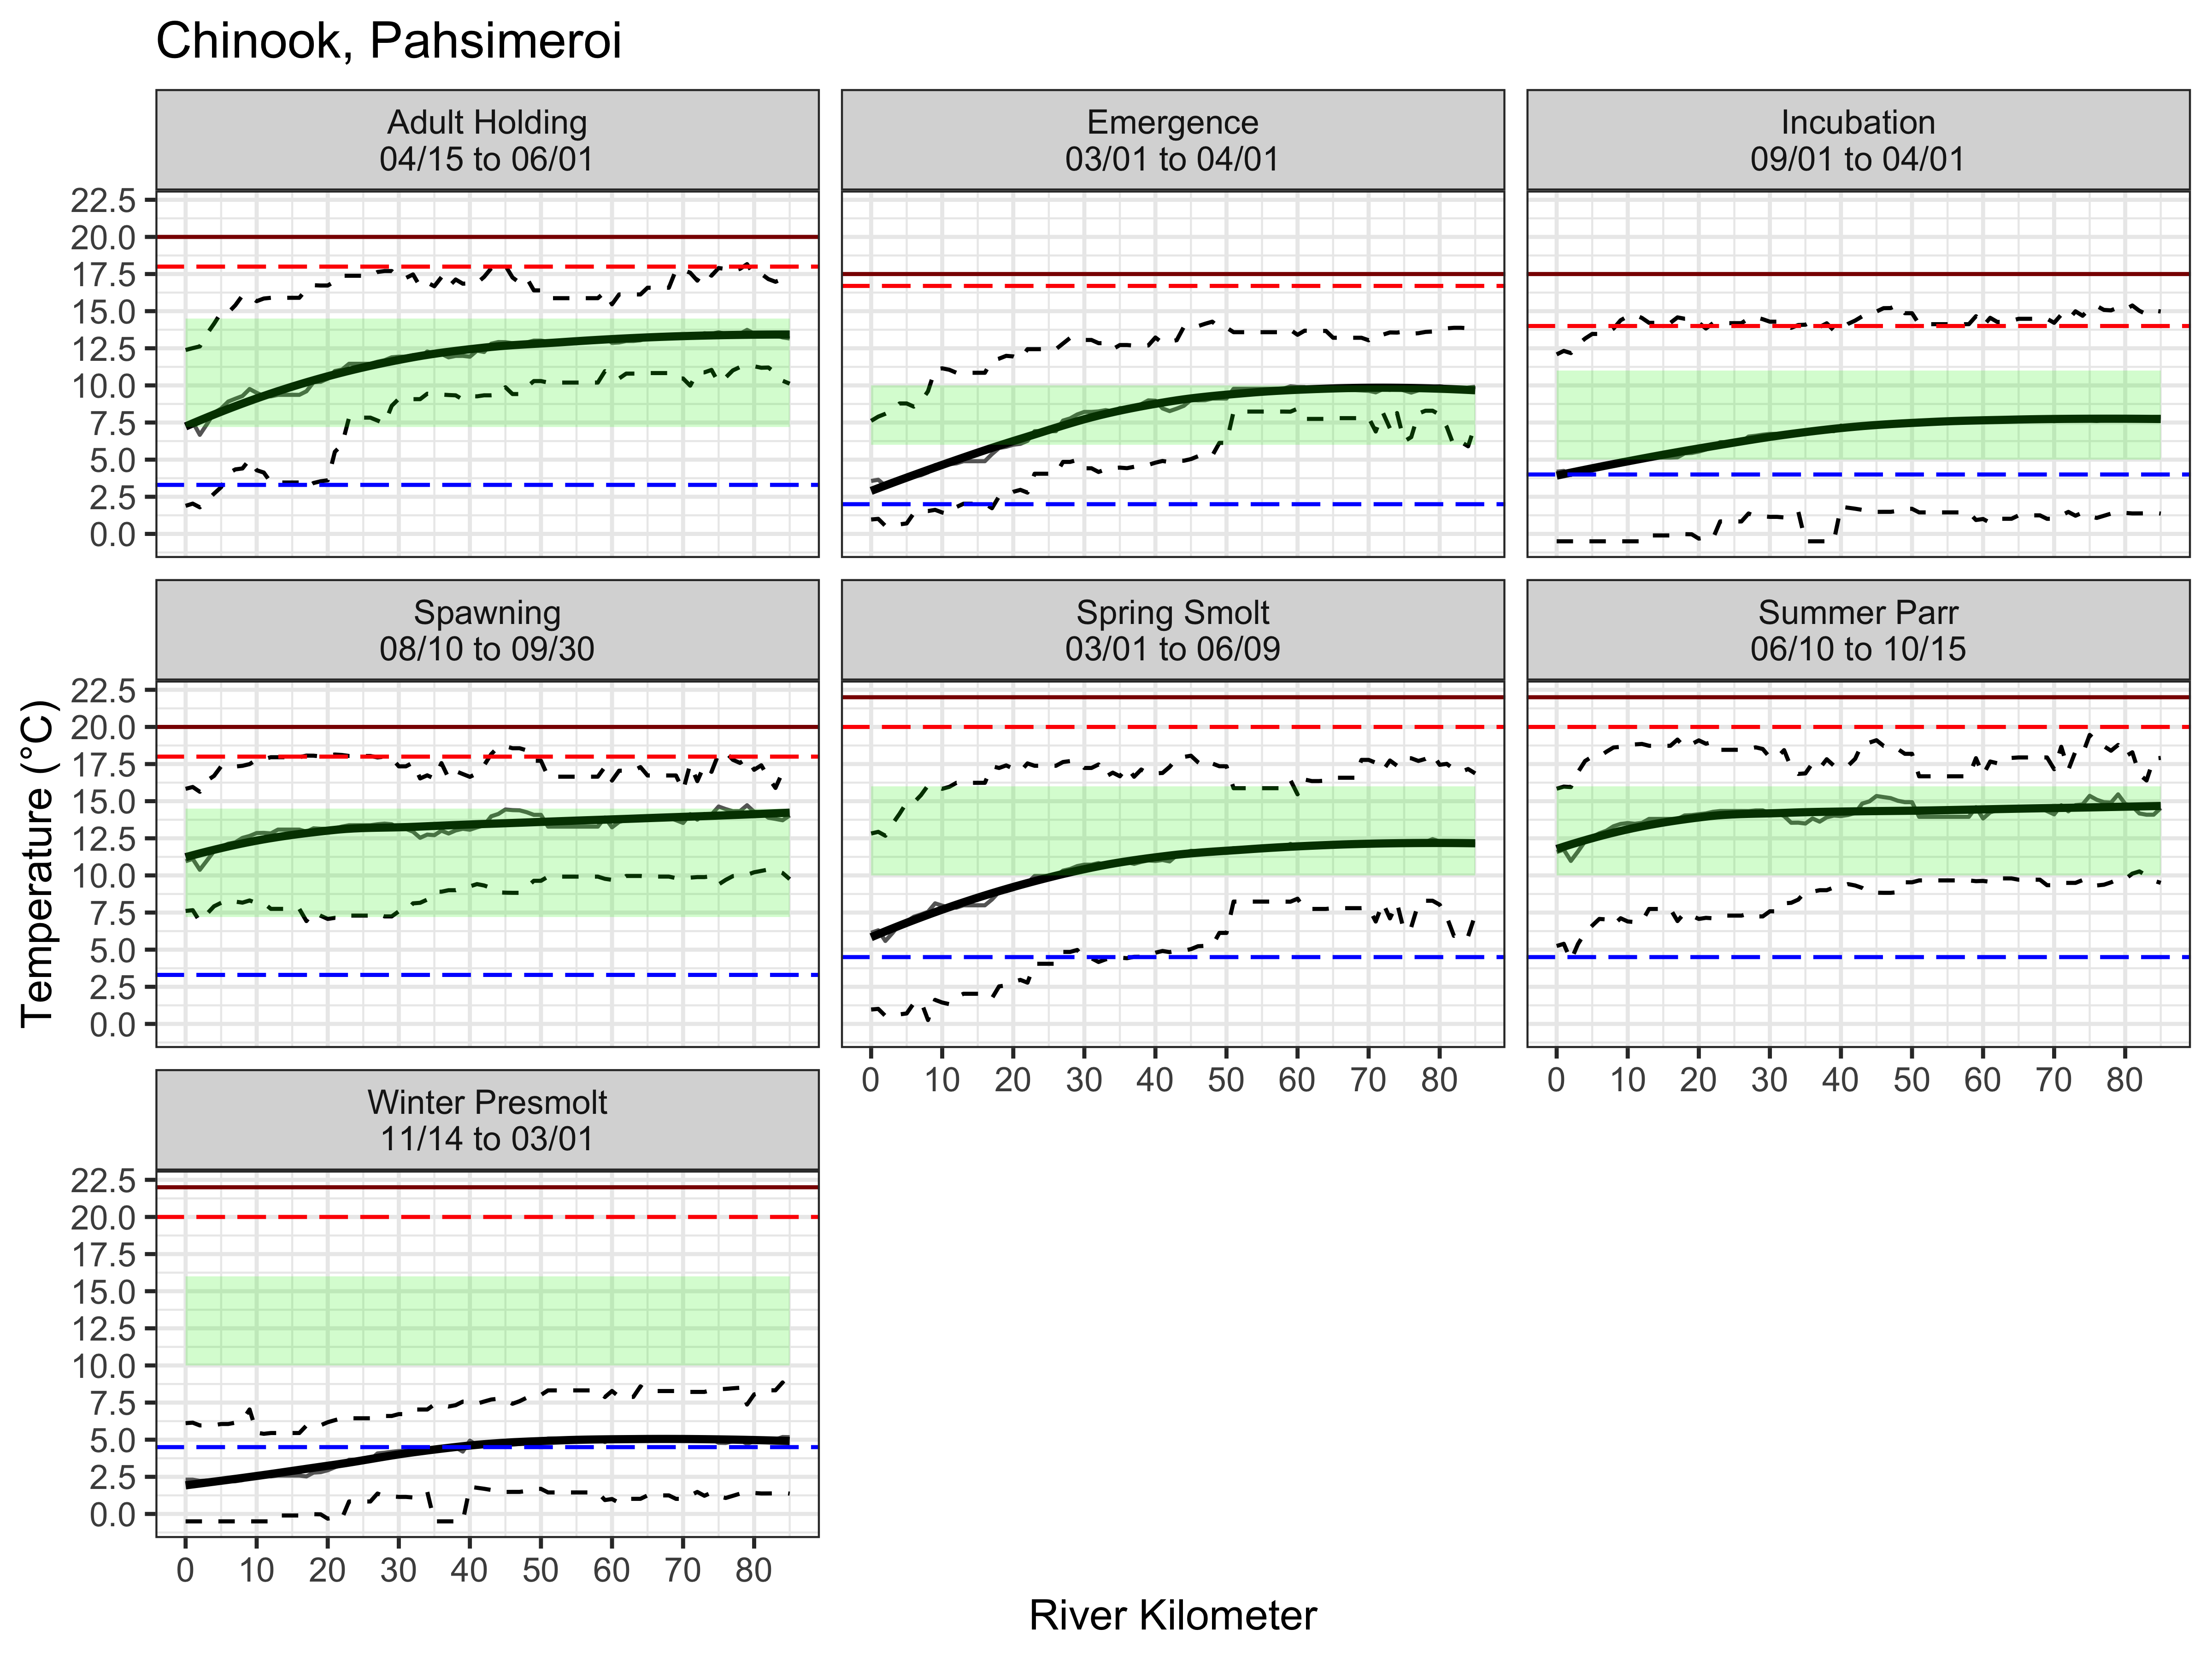 Chinook, Pahsimeroi
Adult Holding
04/15 to 06/01
Emergence
03/01 to 04/01
Incubation
09/01 to 04/01
22.5
20.0
17.5
15.0
12.5
10.0
7.5
5.0
2.5
0.0
Spawning
08/10 to 09/30
Spring Smolt
03/01 to 06/09
Summer Parr
06/10 to 10/15
22.5
20.0
17.5
15.0
12.5
10.0
7.5
5.0
2.5
0.0
Temperature (°C)
0 10 20 30 40 50 60 70 80
0 10 20 30 40 50 60 70 80
Winter Presmolt
11/14 to 03/01
22.5
20.0
17.5
15.0
12.5
10.0
7.5
5.0
2.5
0.0
0 10 20 30 40 50 60 70 80
River Kilometer